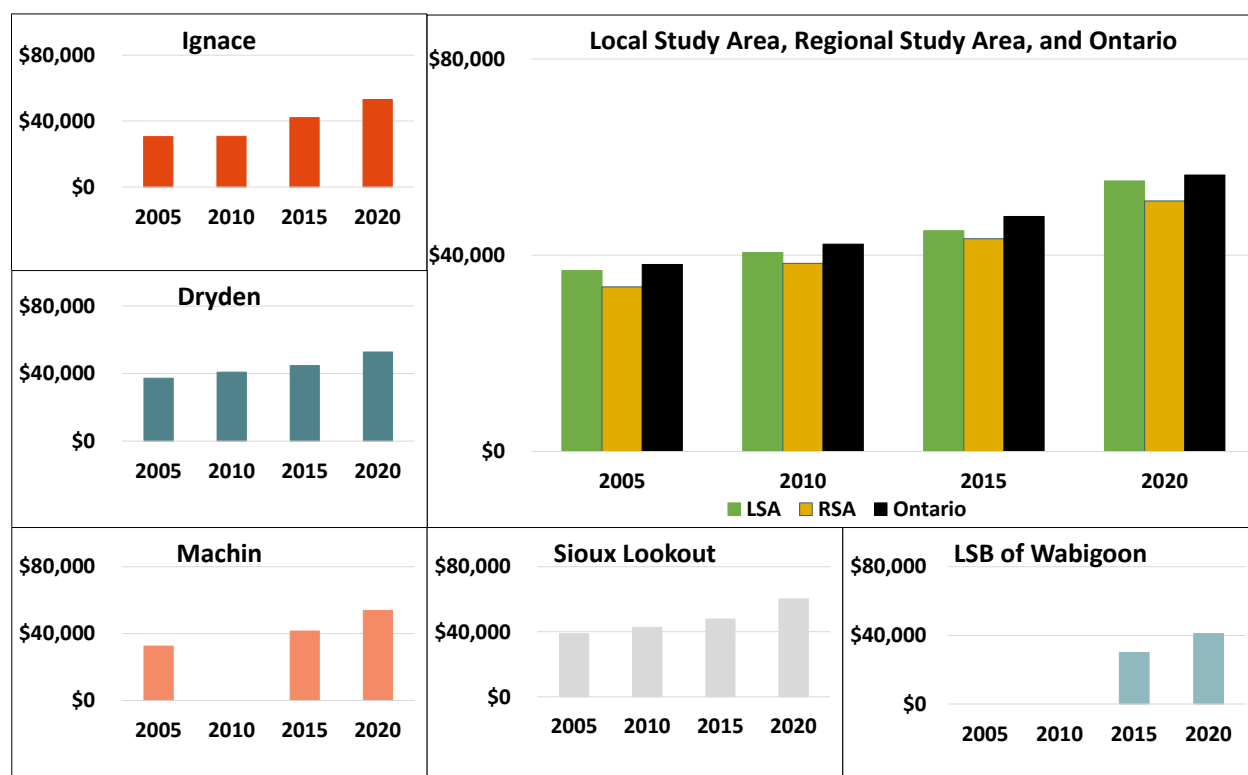 Ignace
$80,000
$40,000
$0
2005 2010 2015 2020
Local Study Area, Regional Study Area, and Ontario
$80,000
$40,000
$0
2005 2010 2015 2020
LSA RSA Ontario
Dryden
$80,000
$40,000
$0
2005 2010 2015 2020
Machin
$80,000
$40,000
$0
2005 2010 2015 2020
Sioux Lookout
$80,000
$40,000
$0
2005 2010 2015 2020
LSB of Wabigoon
$80,000
$40,000
$0
2005 2010 2015 2020